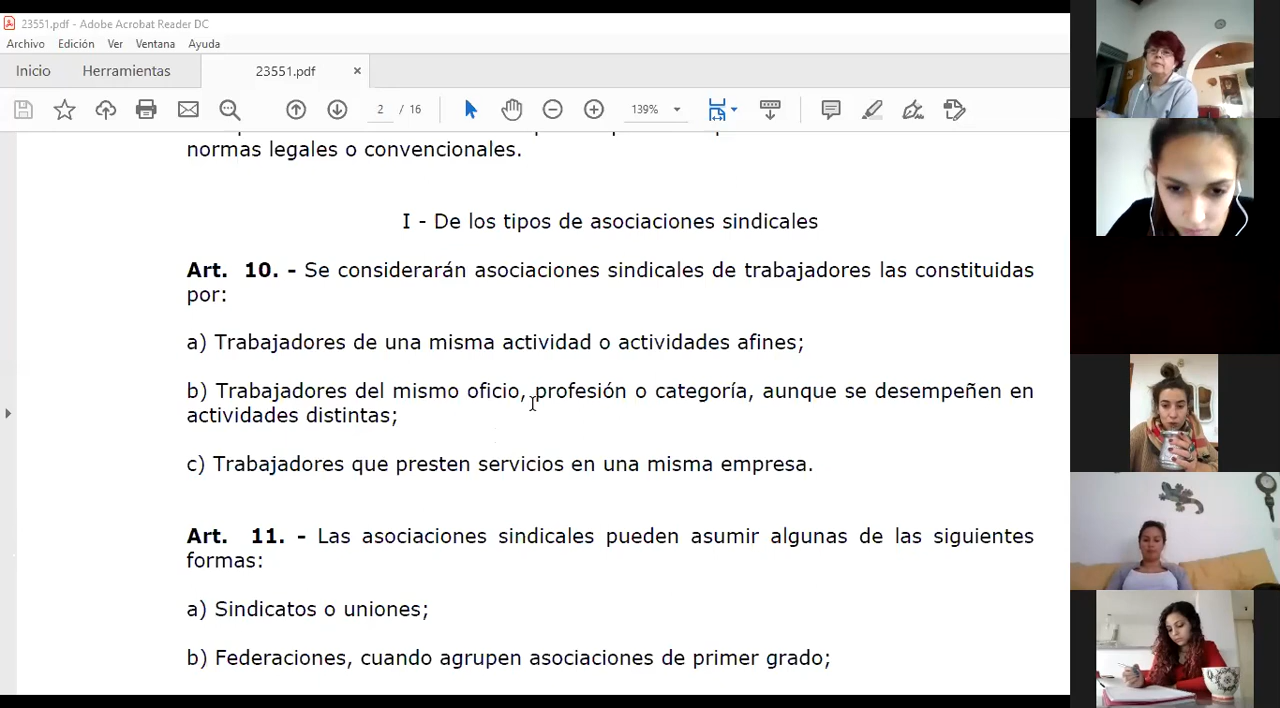 23551.pdf - Adobe Acrobat Reader DC
Archivo Edición Ver Ventana Ayuda
Inicio Herramientas 23551.pdf ×
2 / 16 139%
normas legales o convencionales.
I - De los tipos de asociaciones sindicales
Art. 10. - Se considerarán asociaciones sindicales de trabajadores las constituidas
por:
a) Trabajadores de una misma actividad o actividades afines;
b) Trabajadores del mismo oficio, profesión o categoría, aunque se desempeñen en
actividades distintas;
c) Trabajadores que presten servicios en una misma empresa.
Art. 11. - Las asociaciones sindicales pueden asumir algunas de las siguientes
formas:
a) Sindicatos o uniones;
b) Federaciones, cuando agrupen asociaciones de primer grado;